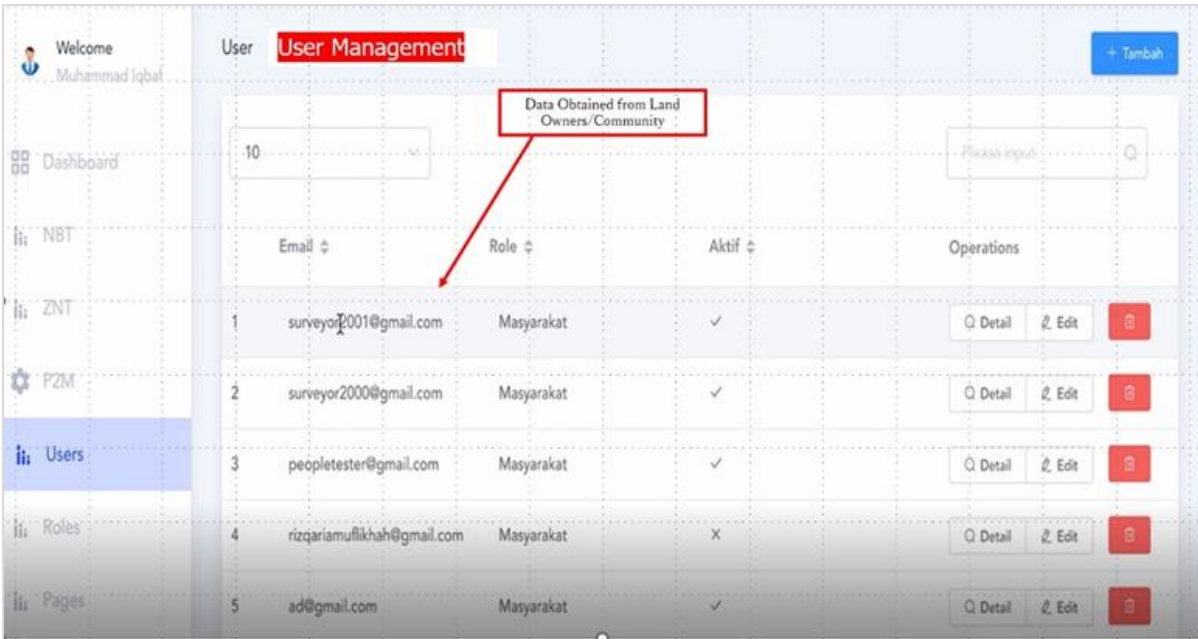 Welcome
Muhammad Iqbal
User User Management
+ Tambah
Data Obtained from Land
Owners/Community
10
Please input
Dashboard
NBT
ZNT
P2M
Users
Roles
Pages
Email Role Aktif Operations
1 surveyor2001@gmail.com Masyarakat ✓ Detail Edit
2 surveyor2000@gmail.com Masyarakat ✓ Detail Edit
3 peopletester@gmail.com Masyarakat ✓ Detail Edit
4 rizqariamuflikhah@gmail.com Masyarakat × Detail Edit
5 ad@gmail.com Masyarakat ✓ Detail Edit